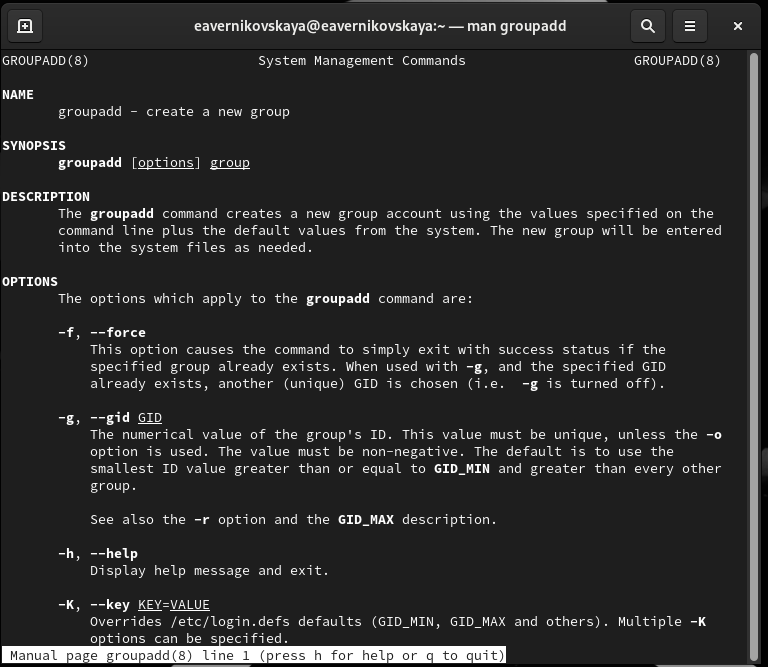 eavernikovskaya@eavernikovskaya:~ — man groupadd
GROUPADD(8) System Management Commands GROUPADD(8)
NAME
groupadd - create a new group
SYNOPSIS
groupadd [options] group
DESCRIPTION
The groupadd command creates a new group account using the values specified on the
command line plus the default values from the system. The new group will be entered
into the system files as needed.
OPTIONS
The options which apply to the groupadd command are:
-f, --force
This option causes the command to simply exit with success status if the
specified group already exists. When used with -g, and the specified GID
already exists, another (unique) GID is chosen (i.e. -g is turned off).
-g, --gid GID
The numerical value of the group's ID. This value must be unique, unless the -o
option is used. The value must be non-negative. The default is to use the
smallest ID value greater than or equal to GID_MIN and greater than every other
group.
See also the -r option and the GID_MAX description.
-h, --help
Display help message and exit.
-K, --key KEY=VALUE
Overrides /etc/login.defs defaults (GID_MIN, GID_MAX and others). Multiple -K
options can be specified.
Manual page groupadd(8) line 1 (press h for help or q to quit)